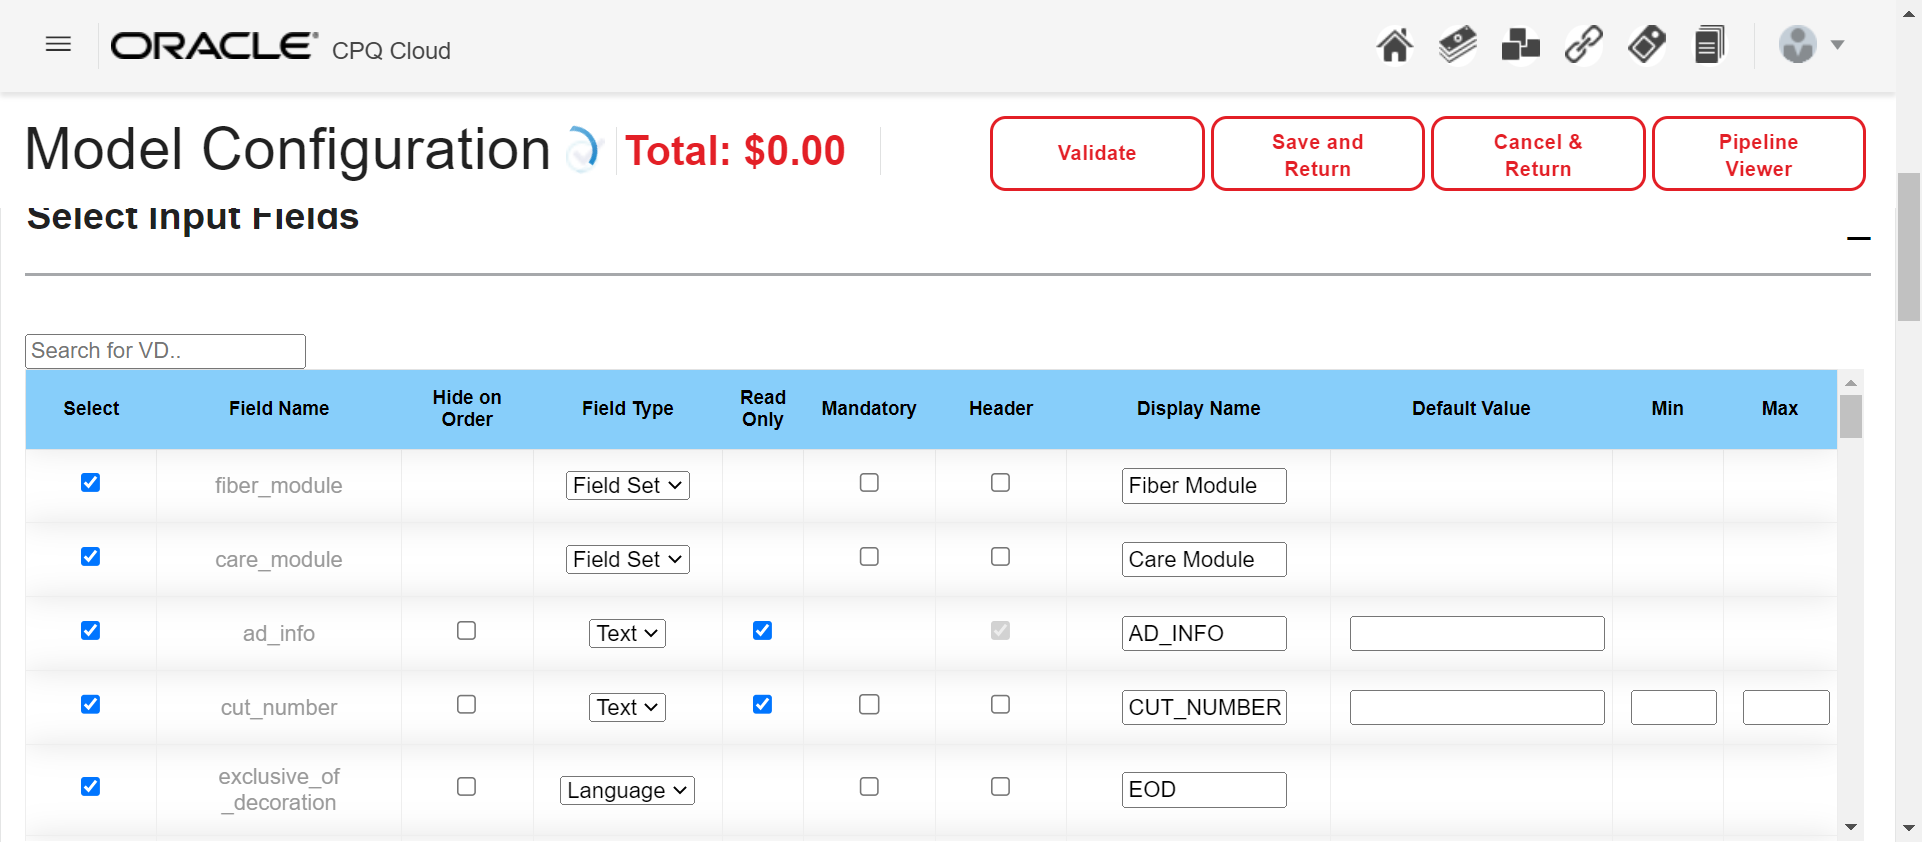 ORACLE® CPQ Cloud
Model Configuration Total: $0.00
Validate
Save and
Return
Cancel &
Return
Pipeline
Viewer
Select Input Fields
Search for VD..
Select Field Name Hide on Order Field Type Read Only Mandatory Header Display Name Default Value Min Max
fiber_module Field Set Fiber Module
care_module Field Set Care Module
ad_info Text AD_INFO
cut_number Text CUT_NUMBER
exclusive_of
_decoration Language EOD